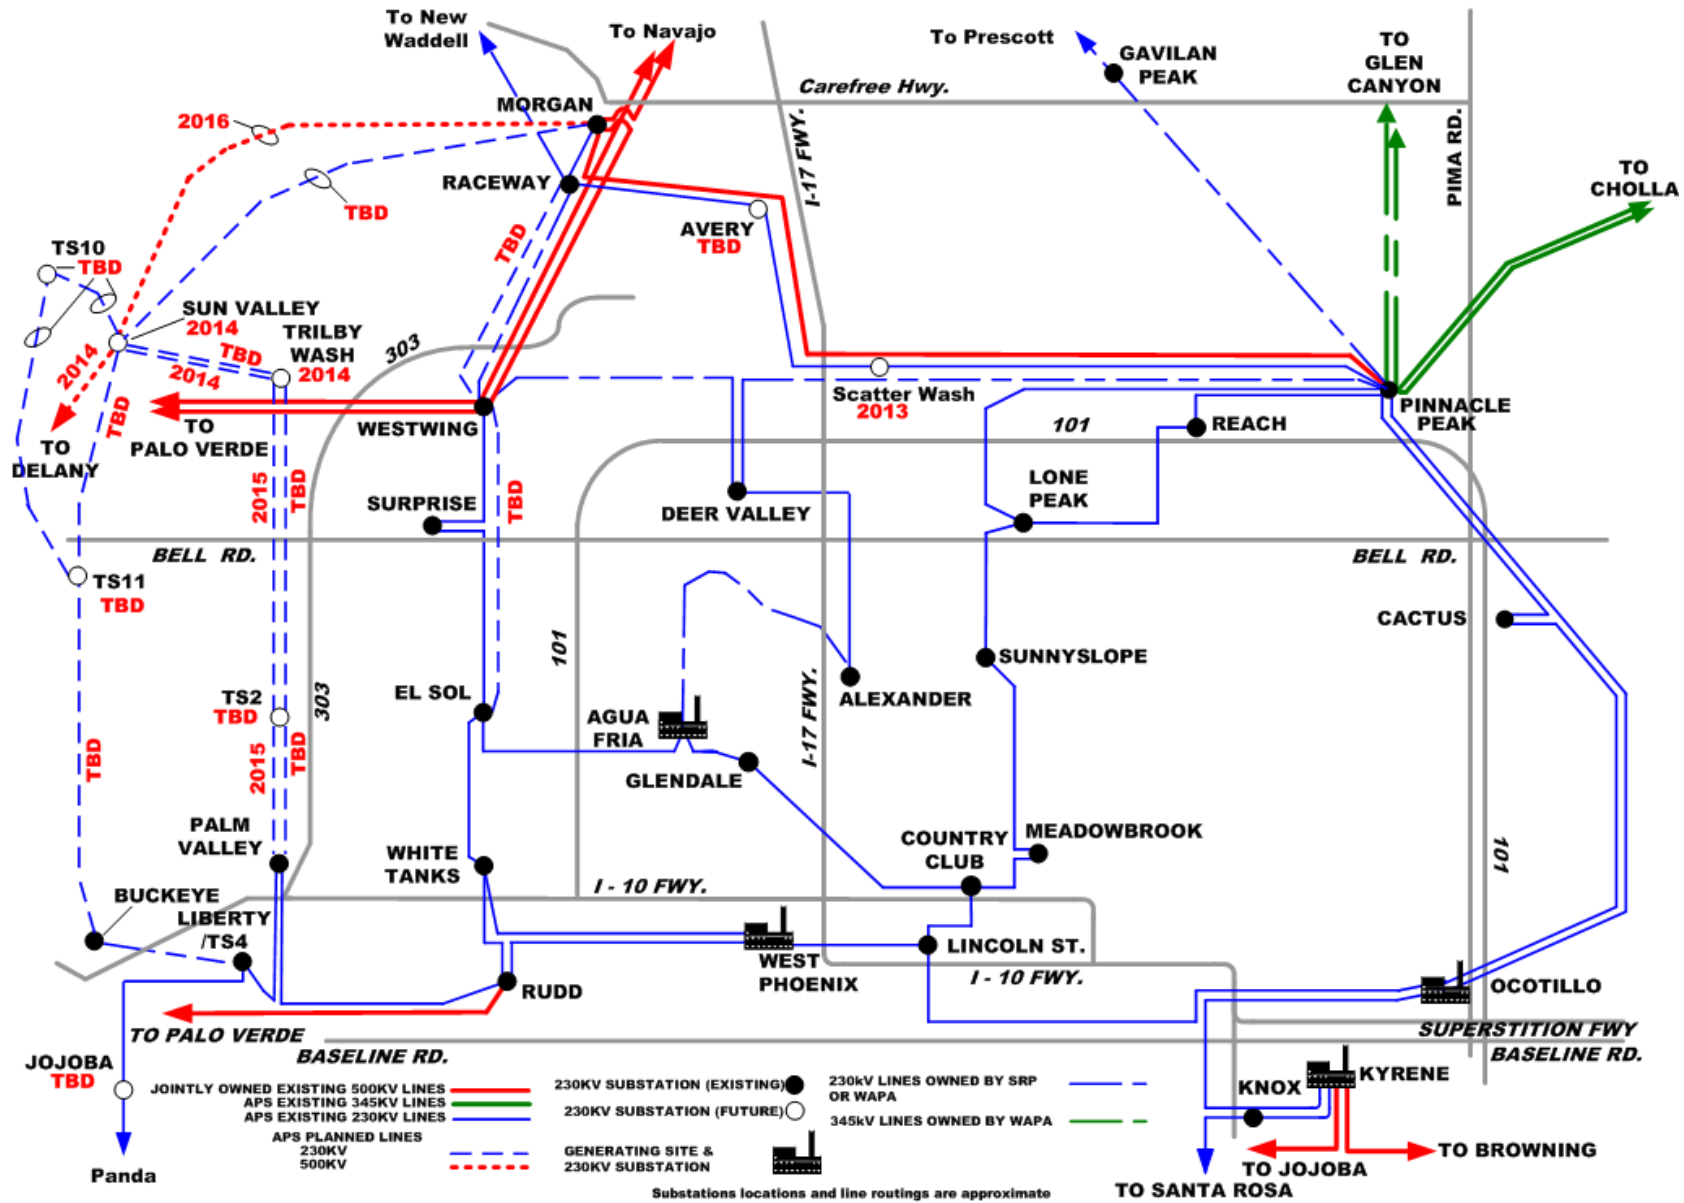 To New
Waddell
To Navajo
To Prescott
GAVILAN
PEAK
TO
GLEN
CANYON
Carefree Hwy.
MORGAN
2016
I-17 FWY.
PIMA RD.
TO
CHOLLA
RACEWAY
TBD
AVERY
TBD
TBD
TS10
TBD
SUN VALLEY
2014
TRILBY
WASH
2014
TBD
2014
303
2014
TBD
TO
DELANY
TO
PALO VERDE
WESTWING
Scatter Wash
2013
PINNACLE
PEAK
REACH
101
LONE
PEAK
2015
TBD
SURPRISE
TBD
DEER VALLEY
BELL RD.
BELL RD.
TS11
TBD
CACTUS
101
SUNNYSLOPE
ALEXANDER
EL SOL
TS2
TBD
303
AGUA
FRIA
I-17 FWY.
TBD
2015
TBD
GLENDALE
PALM
VALLEY
WHITE
TANKS
COUNTRY
CLUB
MEADOWBROOK
101
I - 10 FWY.
BUCKEYE
LIBERTY
/TS4
WEST
PHOENIX
LINCOLN ST.
I - 10 FWY.
RUDD
OCOTILLO
TO PALO VERDE
SUPERSTITION FWY
BASELINE RD.
BASELINE RD.
JOJOBA
TBD
KNOX
KYRENE
JOINTLY OWNED EXISTING 500KV LINES
APS EXISTING 345KV LINES
APS EXISTING 230KV LINES
APS PLANNED LINES
230KV
500KV
230KV SUBSTATION (EXISTING)
230KV SUBSTATION (FUTURE)
GENERATING SITE &
230KV SUBSTATION
230kV LINES OWNED BY SRP
OR WAPA
345kV LINES OWNED BY WAPA
TO JOJOBA
TO BROWNING
TO SANTA ROSA
Panda
Substations locations and line routings are approximate